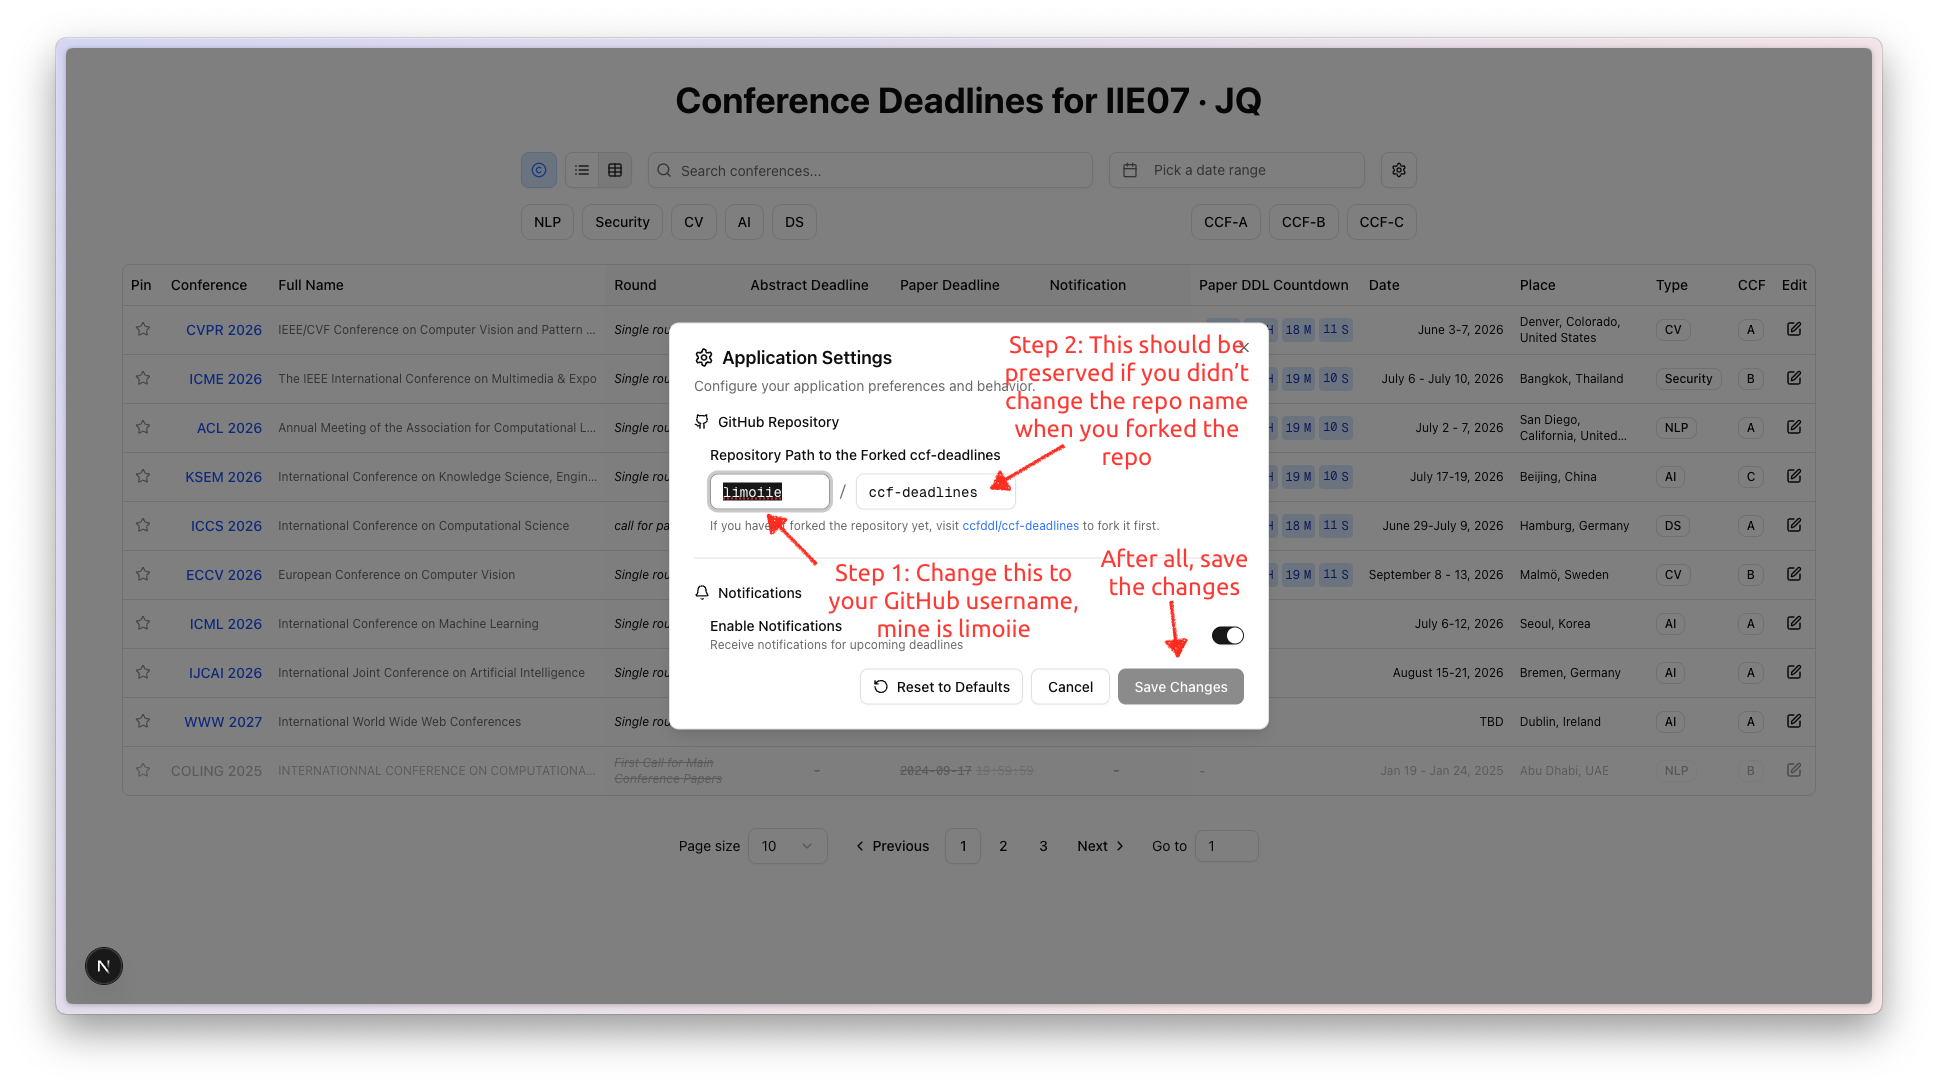 Conference Deadlines for IIE07 · JQ
Search conferences...
Pick a date range
NLP Security CV AI DS
CCF-A CCF-B CCF-C
Pin Conference Full Name Round Abstract Deadline Paper Deadline Notification Paper DDL Countdown Date Place Type CCF Edit
CVPR 2026 IEEE/CVF Conference on Computer Vision and Pattern ... Single 18 M 11 S June 3-7, 2026 Denver, Colorado, United States CV A
ICME 2026 The IEEE International Conference on Multimedia & Expo Single 19 M 10 S July 6 - July 10, 2026 Bangkok, Thailand Security B
ACL 2026 Annual Meeting of the Association for Computational L... Single 19 M 10 S July 2 - 7, 2026 San Diego, California, United... NLP A
KSEM 2026 International Conference on Knowledge Science, Engin... Single July 17-19, 2026 Beijing, China AI C
ICCS 2026 International Conference on Computational Science call for pa 18 M 11 S June 29-July 9, 2026 Hamburg, Germany DS A
ECCV 2026 European Conference on Computer Vision Single 19 M 11 S September 8 - 13, 2026 Malmö, Sweden CV B
ICML 2026 International Conference on Machine Learning Single July 6-12, 2026 Seoul, Korea AI A
IJCAI 2026 International Joint Conference on Artificial Intelligence Single August 15-21, 2026 Bremen, Germany AI A
WWW 2027 International World Wide Web Conferences Single TBD Dublin, Ireland AI A
COLING 2025 INTERNATIONNAL CONFERENCE ON COMPUTATIONA... First Call for Main Conference Papers - 2024-09-17 19:59:59 - - Jan 19 - Jan 24, 2025 Abu Dhabi, UAE NLP B
Application Settings
Configure your application preferences and behavior.
GitHub Repository
Repository Path to the Forked ccf-deadlines
limoiie / ccf-deadlines
If you have forked the repository yet, visit ccfddl/ccf-deadlines to fork it first.
Notifications
Enable Notifications
Receive notifications for upcoming deadlines
Reset to Defaults Cancel Save Changes
Step 2: This should be
preserved if you didn't
change the repo name
when you forked the
repo
Step 1: Change this to
your GitHub username,
mine is limoiie
After all, save
the changes
Page size 10 Previous 1 2 3 Next Go to 1
N